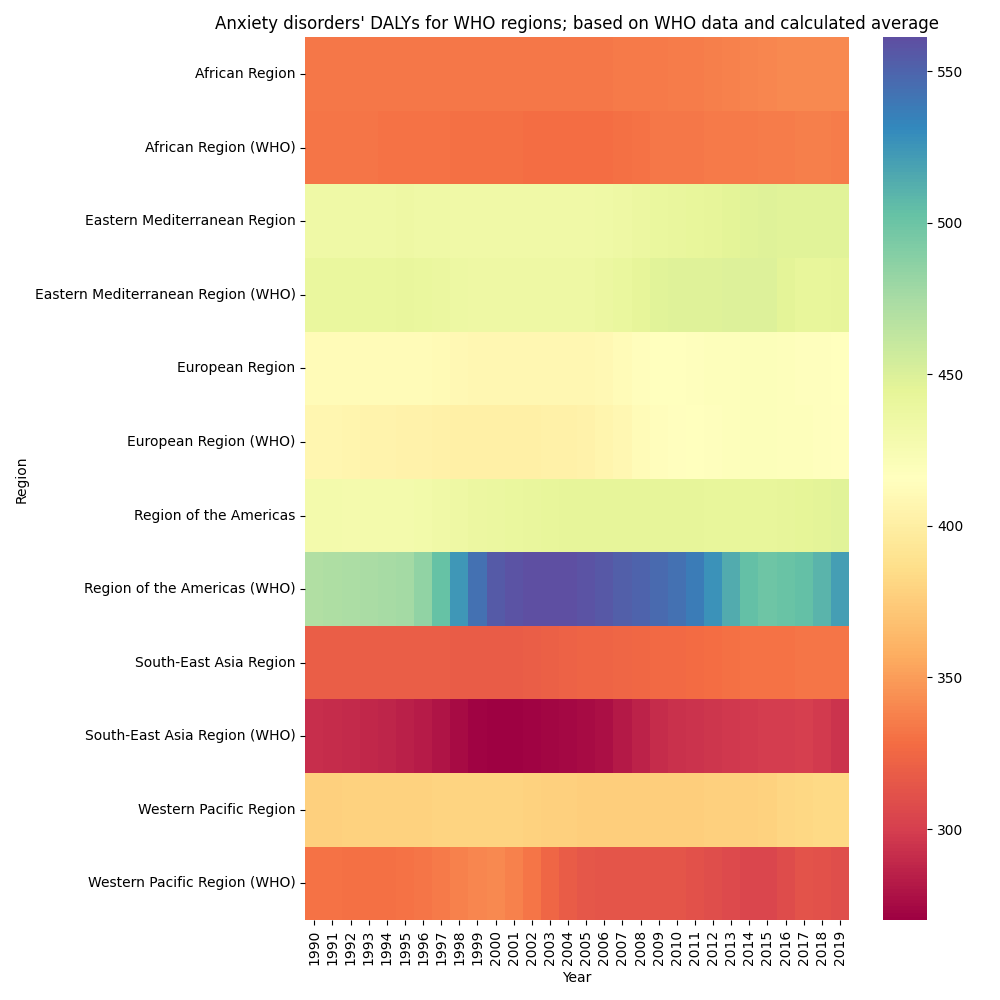 Anxiety disorders' DALYs for WHO regions; based on WHO data and calculated average
Region
African Region
African Region (WHO)
Eastern Mediterranean Region
Eastern Mediterranean Region (WHO)
European Region
European Region (WHO)
Region of the Americas
Region of the Americas (WHO)
South-East Asia Region
South-East Asia Region (WHO)
Western Pacific Region
Western Pacific Region (WHO)
1990 1991 1992 1993 1994 1995 1996 1997 1998 1999 2000 2001 2002 2003 2004 2005 2006 2007 2008 2009 2010 2011 2012 2013 2014 2015 2016 2017 2018 2019
Year
550
500
450
400
350
300